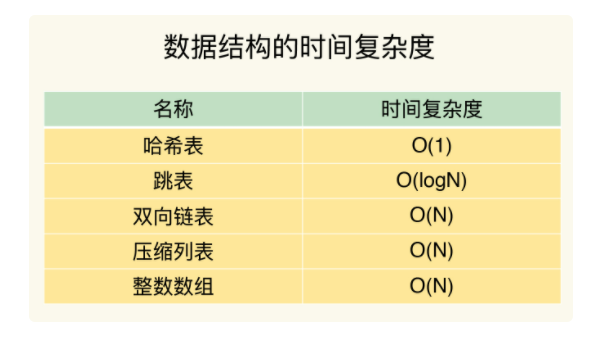 数据结构的时间复杂度
名称 时间复杂度
哈希表 O(1)
跳表 O(logN)
双向链表 O(N)
压缩列表 O(N)
整数数组 O(N)